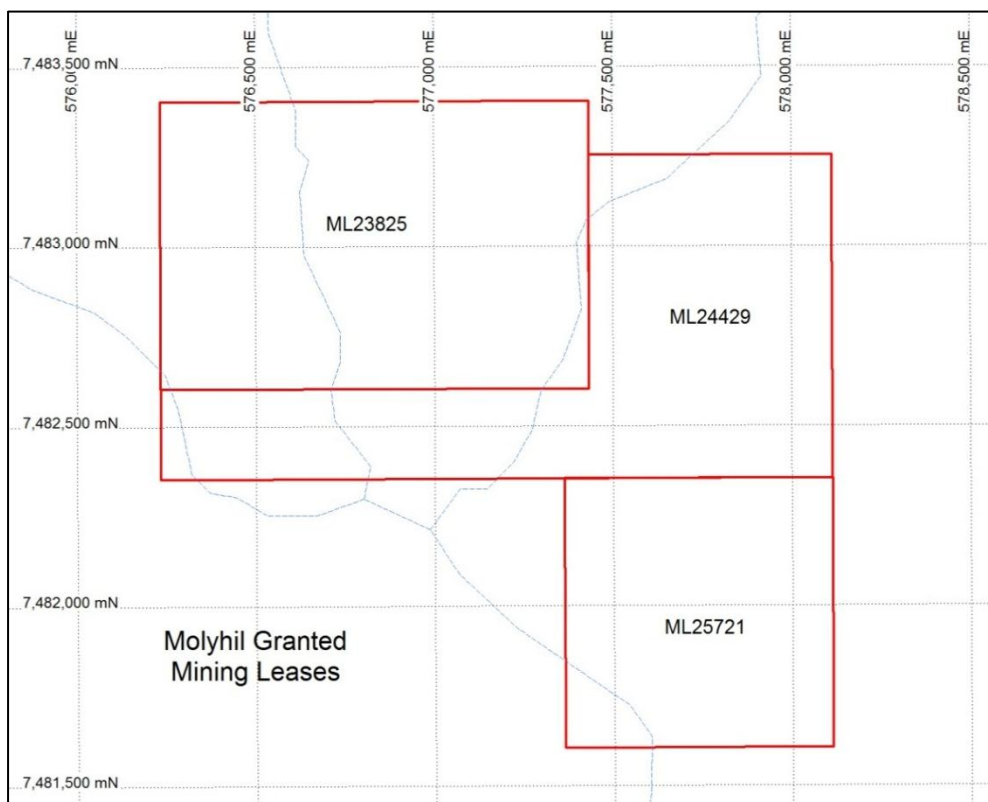 576,000 mE
576,500 mE
577,000 mE
577,500 mE
578,000 mE
578,500 mE
7,483,500 mN
ML23825
7,483,000 mN
ML24429
7,482,500 mN
7,482,000 mN
ML25721
Molyhil Granted
Mining Leases
7,481,500 mN